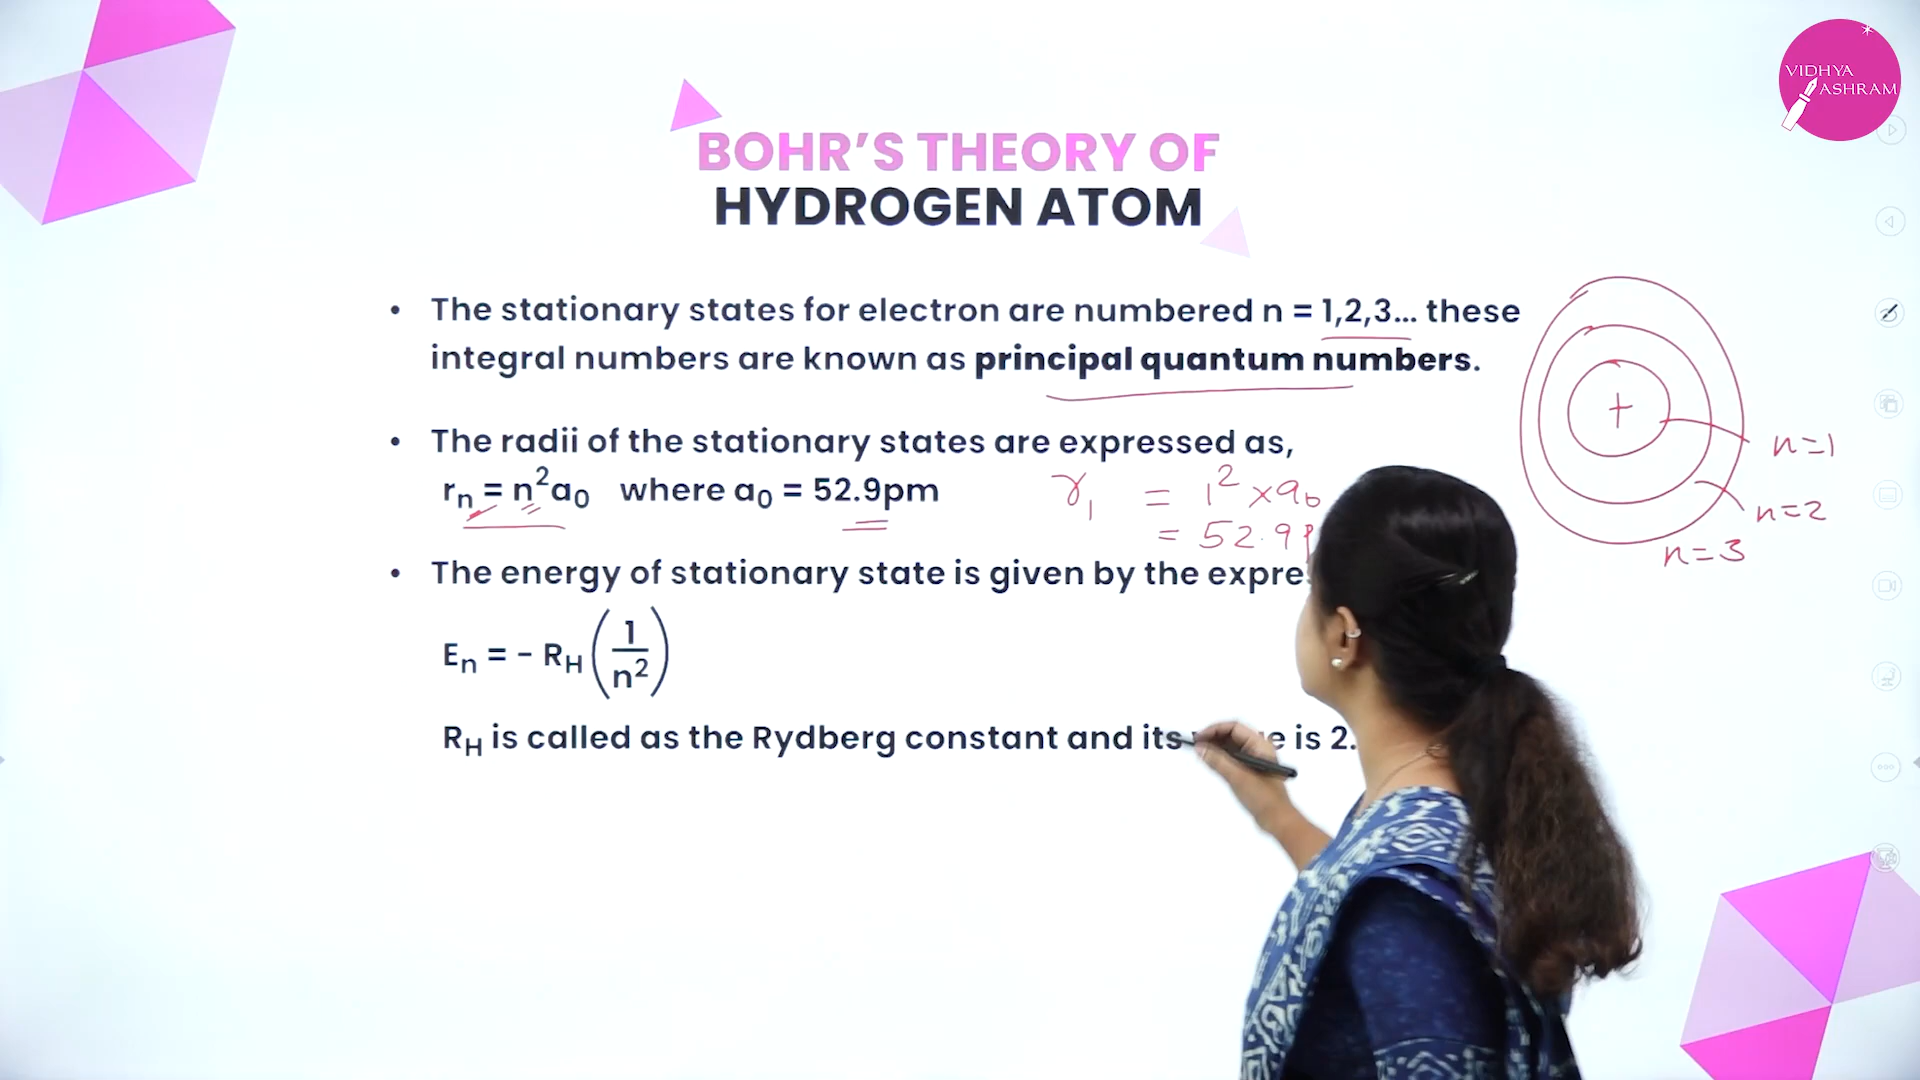 VIDHYA
ASHRAM
BOHR’S THEORY OF
HYDROGEN ATOM
• The stationary states for electron are numbered n = 1,2,3... these
integral numbers are known as principal quantum numbers.
• The radii of the stationary states are expressed as,
rₙ = n²a₀ where a₀ = 52.9pm
r₁ = 1² × a₀
= 52.9
• The energy of stationary state is given by the
Eₙ = - R_H (1/n²)
R_H is called as the Rydberg constant and its is 2.
+
n=1
n=2
n=3